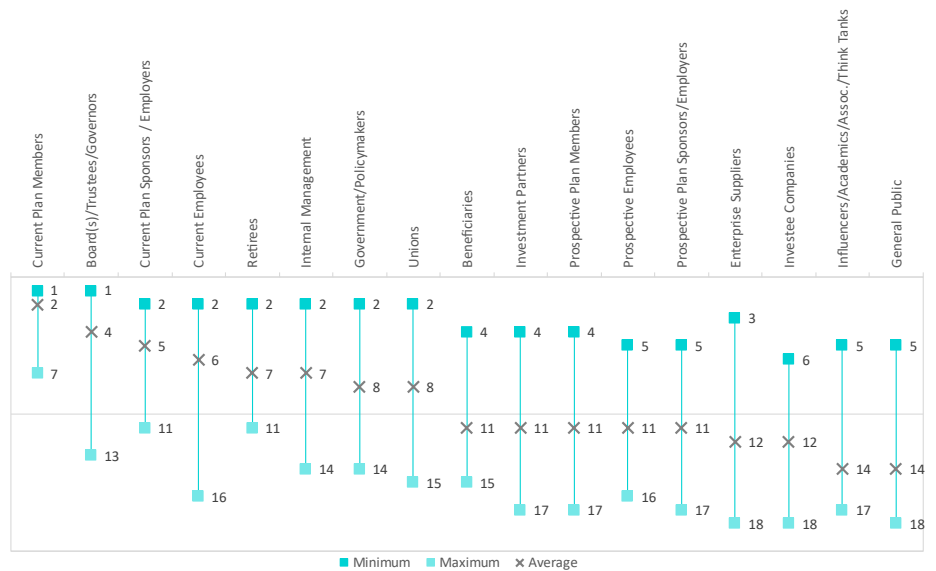 Current Plan Members
Board(s)/Trustees/Governors
Current Plan Sponsors / Employers
Current Employees
Retirees
Internal Management
Government/Policymakers
Unions
Beneficiaries
Investment Partners
Prospective Plan Members
Prospective Employees
Prospective Plan Sponsors/Employers
Enterprise Suppliers
Investee Companies
Influencers/Academics/Assoc./Think Tanks
General Public
1
2
7
1
4
13
2
5
11
2
6
16
2
7
11
2
7
14
2
8
14
2
8
15
4
11
15
4
11
17
4
11
17
5
11
16
5
11
17
3
12
18
6
12
18
5
14
17
5
14
18
Minimum
Maximum
Average